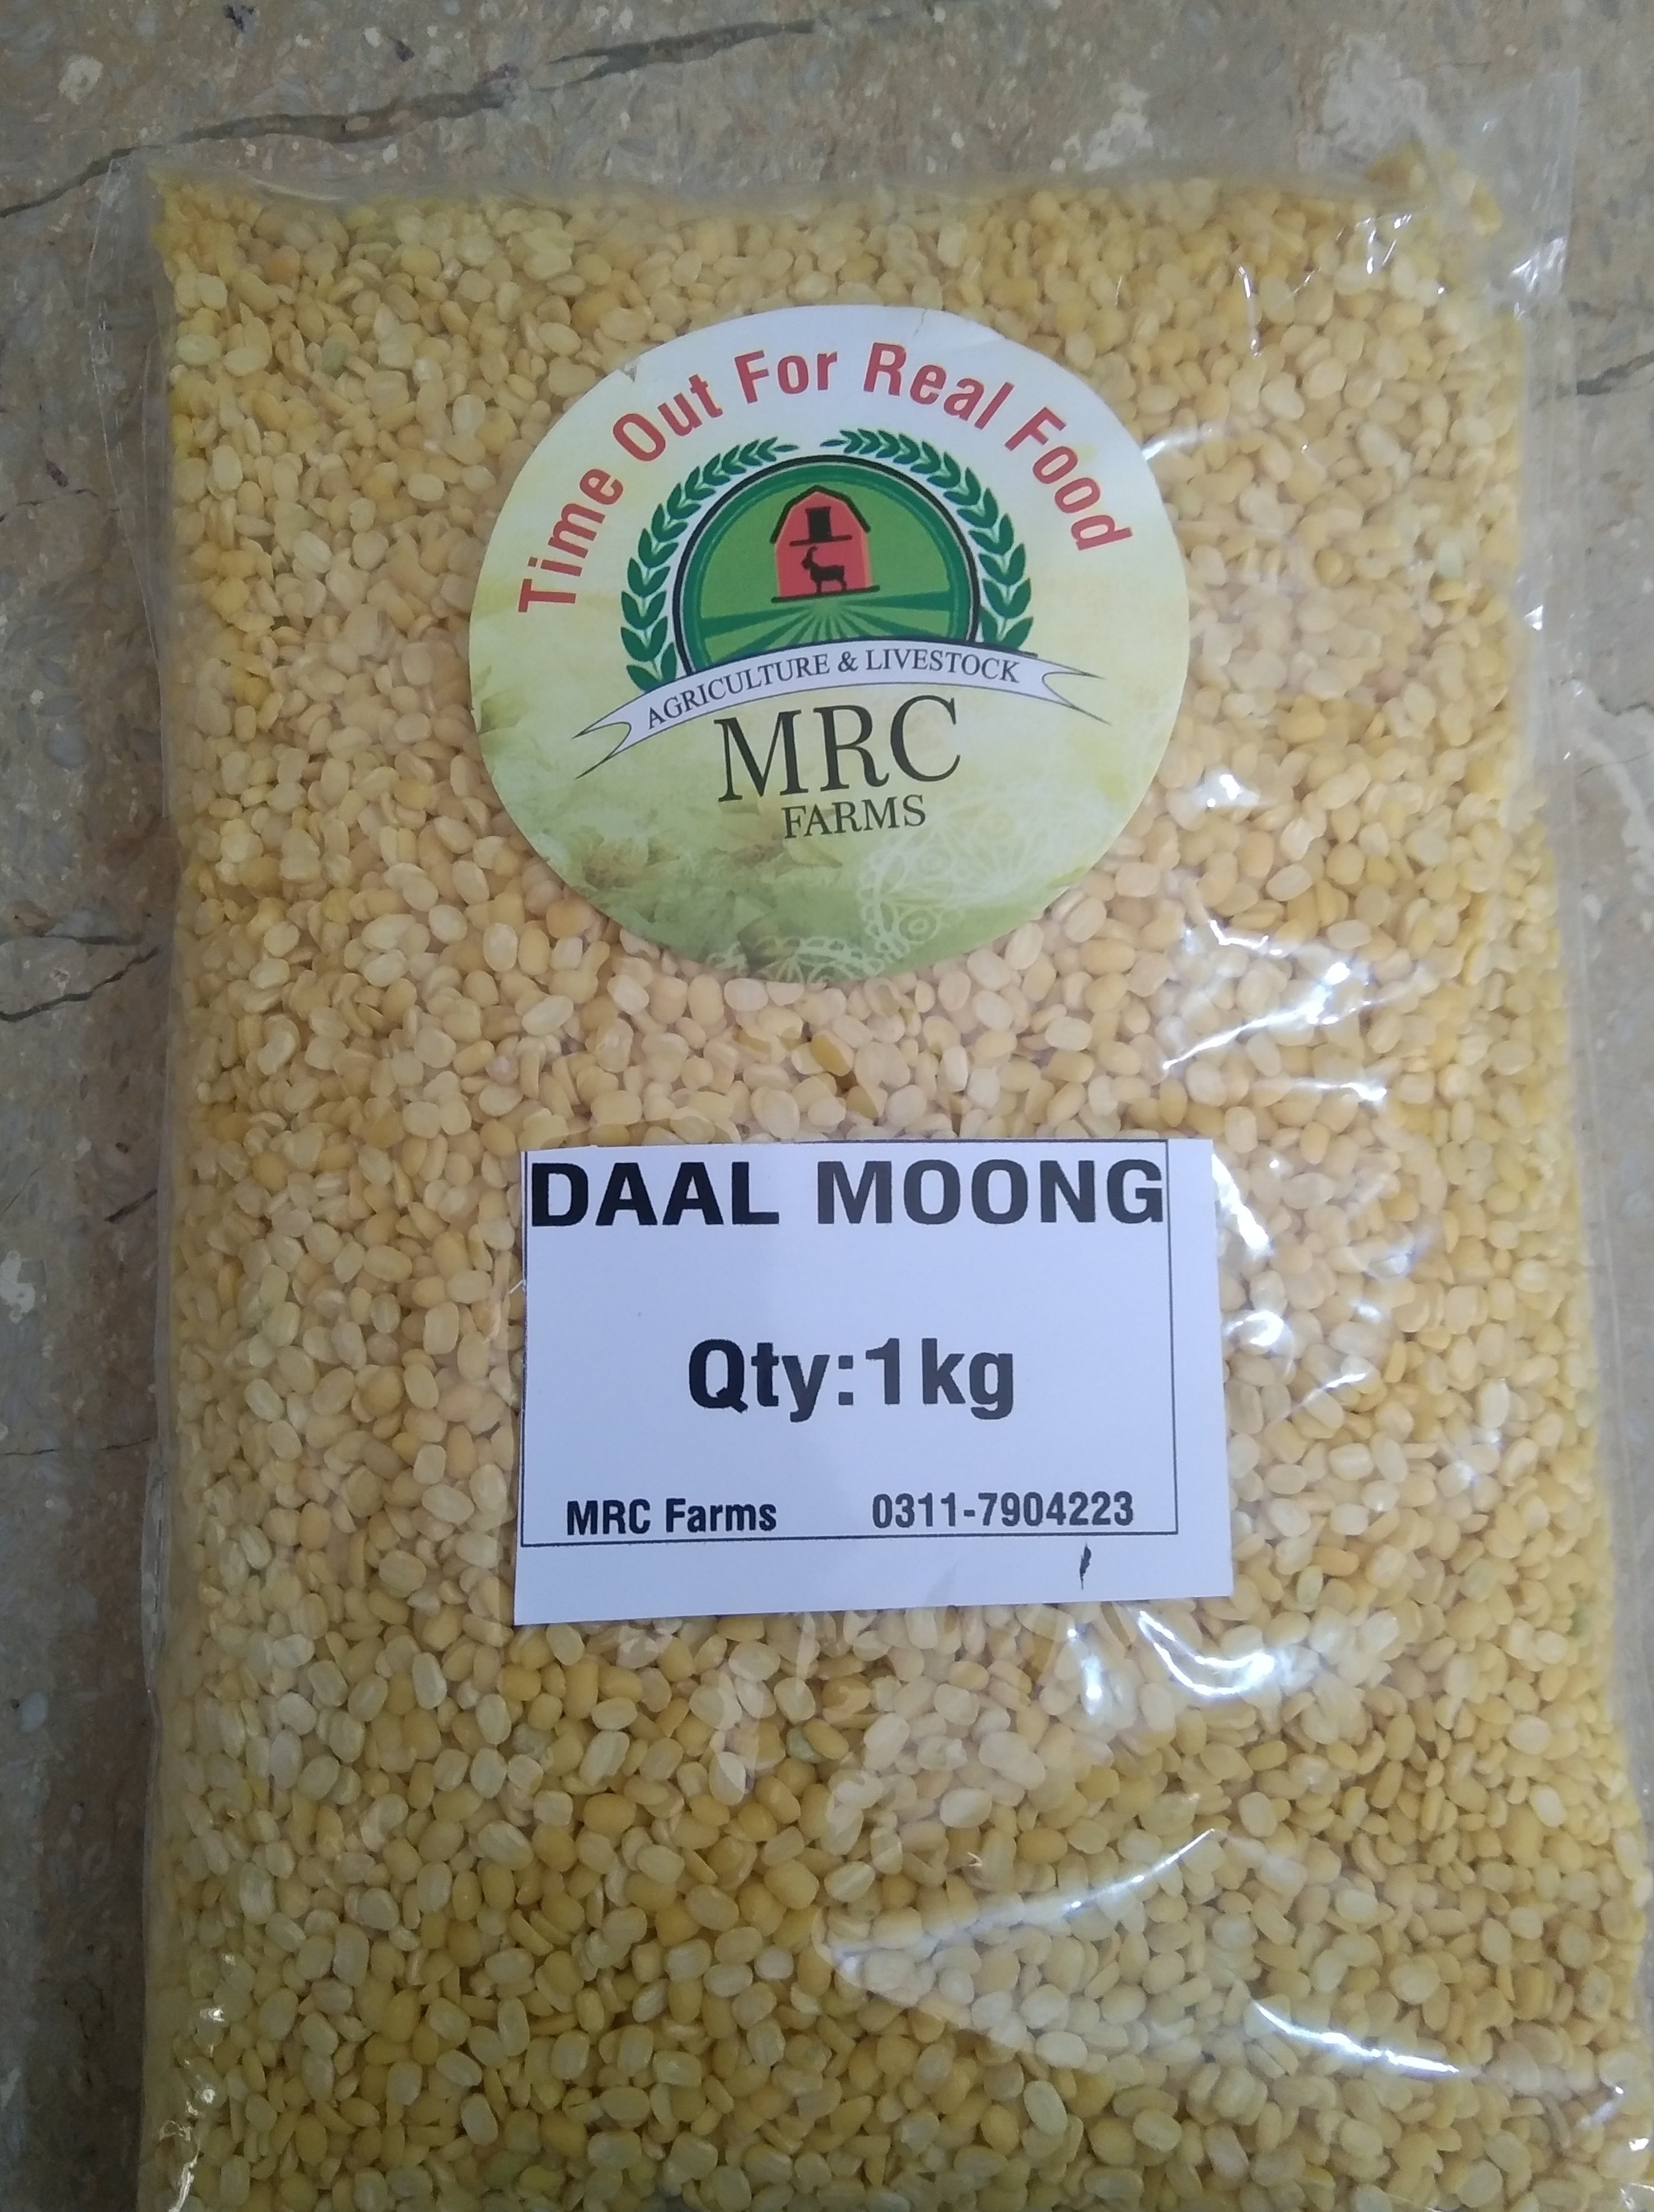 Time Out For Real Food
AGRICULTURE & LIVESTOCK
MRC
FARMS
DAAL MOONG
Qty:1kg
MRC Farms 0311-7904223